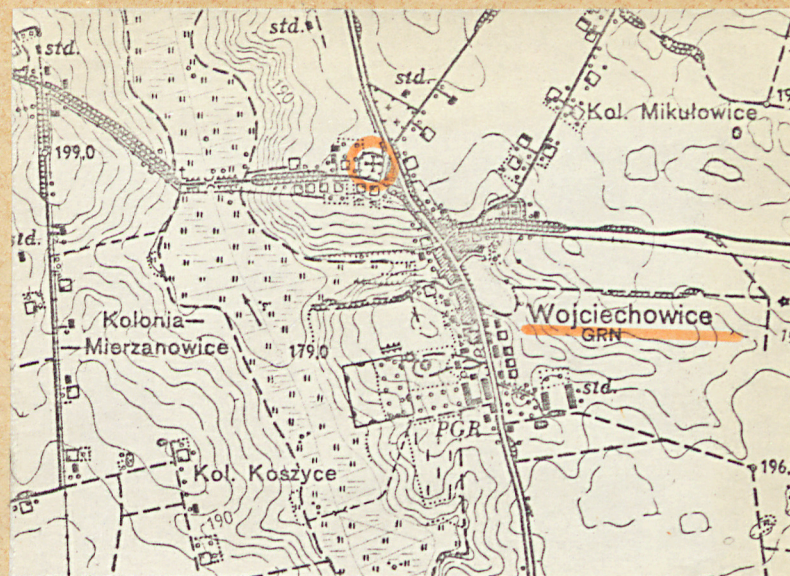 std.
std.
std.
190
Kol. Mikułowice
199,0
std.
Wojciechowice
GRN
Kolonia—
Mierzanowice
179,0
std.
PGR
196,
Kol. Koszyce
190